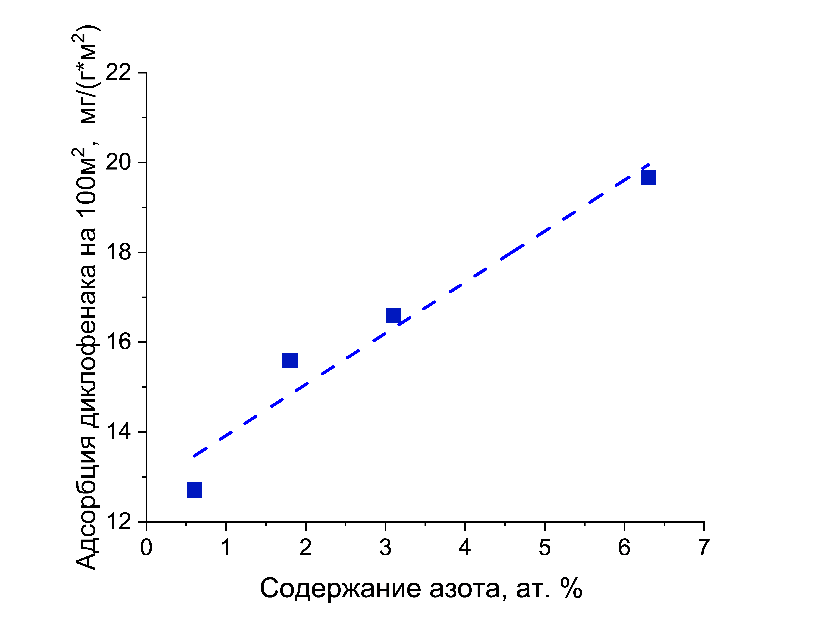 Адсорбция диклофенака на 100м², мг/(г*м²)
22
20
18
16
14
12
0 1 2 3 4 5 6 7
Содержание азота, ат. %